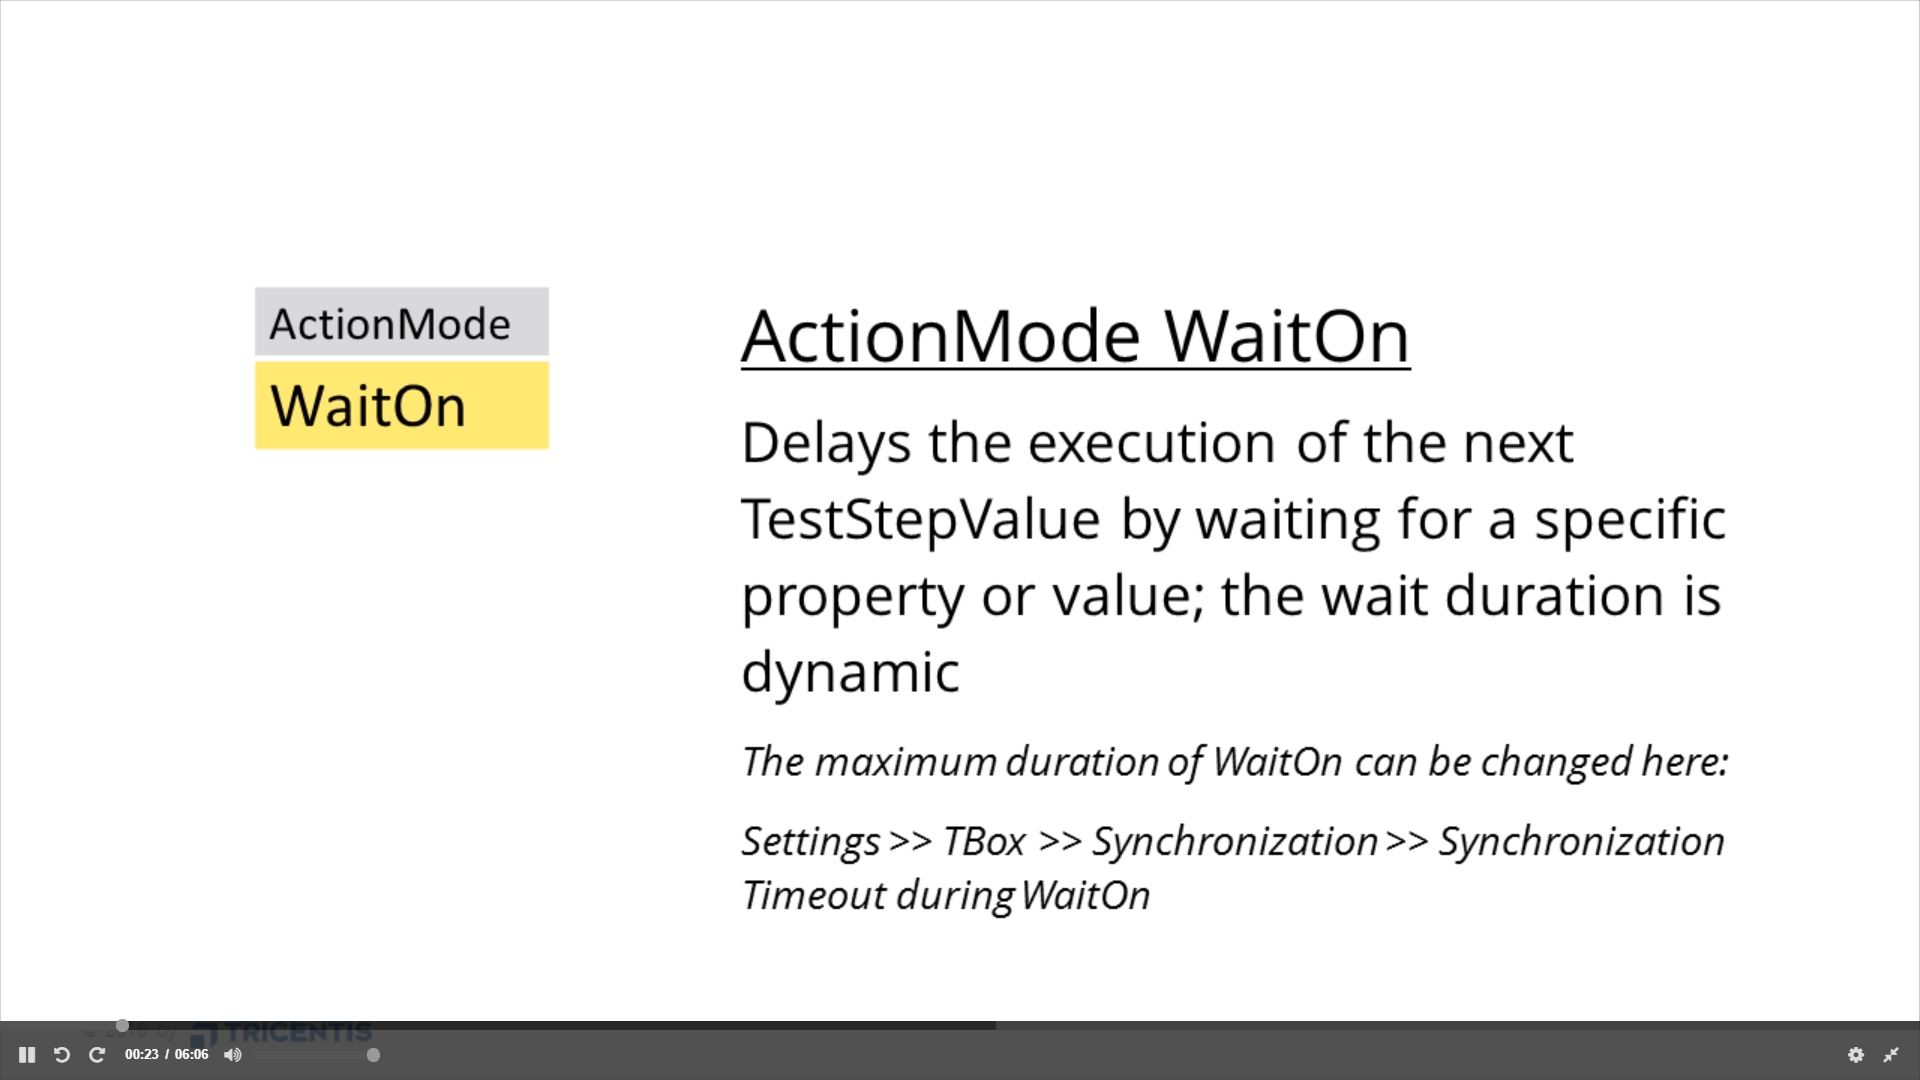 ActionMode
WaitOn
ActionMode WaitOn
Delays the execution of the next
TestStepValue by waiting for a specific
property or value; the wait duration is
dynamic
The maximum duration of WaitOn can be changed here:
Settings >> TBox >> Synchronization >> Synchronization
Timeout during WaitOn
by TRICENTIS
00:23 / 06:06